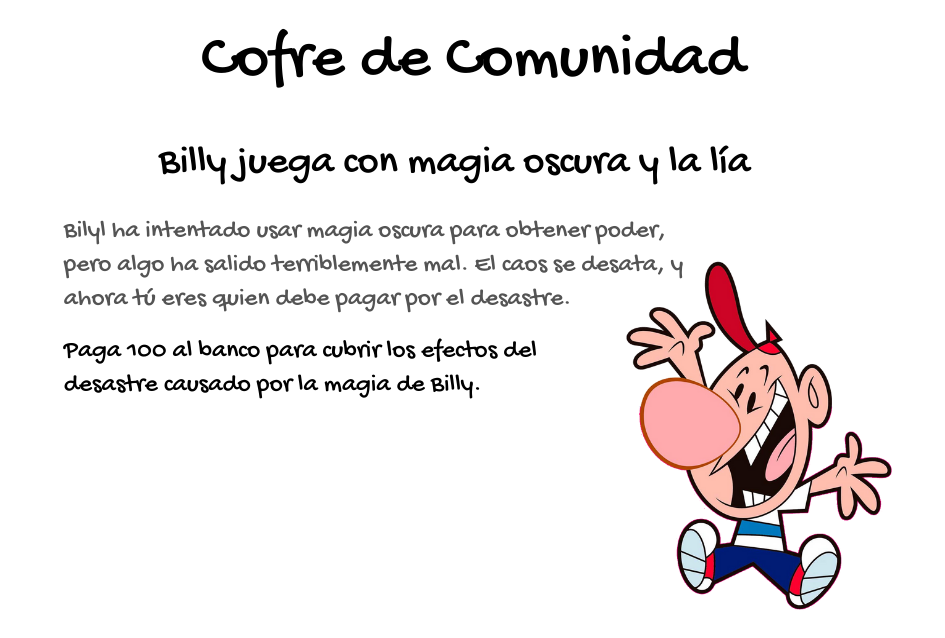 Cofre de Comunidad
Billy juega con magia oscura y la lía
Bilyl ha intentado usar magia oscura para obtener poder,
pero algo ha salido terriblemente mal. El caos se desata, y
ahora tú eres quien debe pagar por el desastre.
Paga 100 al banco para cubrir los efectos del
desastre causado por la magia de Billy.